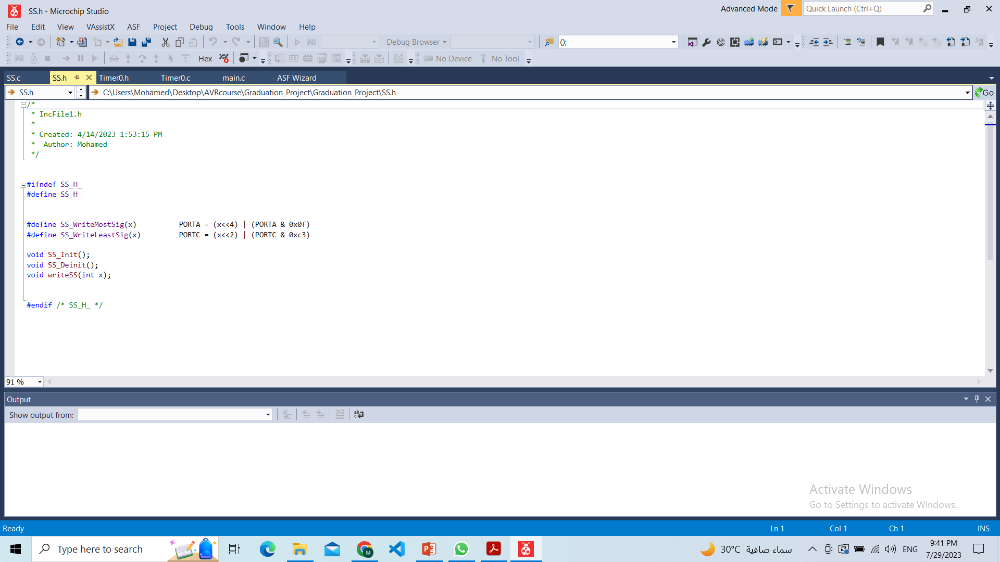 SS.h - Microchip Studio
Advanced Mode
Quick Launch (Ctrl+Q)
File Edit View VAssistX ASF Project Debug Tools Window Help
Debug Browser
();
Hex
No Device
No Tool
SS.c SS.h Timer0.h Timer0.c main.c ASF Wizard
SS.h
C:\Users\Mohamed\Desktop\AVRcourse\Graduation_Project\Graduation_Project\SS.h
Go
/*
* IncFile1.h
*
* Created: 4/14/2023 1:53:15 PM
*  Author: Mohamed
*/
#ifndef SS_H_
#define SS_H_
#define SS_WriteMostSig(x)          PORTA = (x<<4) | (PORTA & 0x0f)
#define SS_WriteLeastSig(x)         PORTC = (x<<2) | (PORTC & 0xc3)
void SS_Init();
void SS_Deinit();
void writeSS(int x);
#endif /* SS_H_ */
91 %
Output
Show output from:
Activate Windows
Go to Settings to activate Windows.
Ready
Ln 1 Col 1 Ch 1 INS
Type here to search
30°C سماء صافية
ENG
9:41 PM
7/29/2023